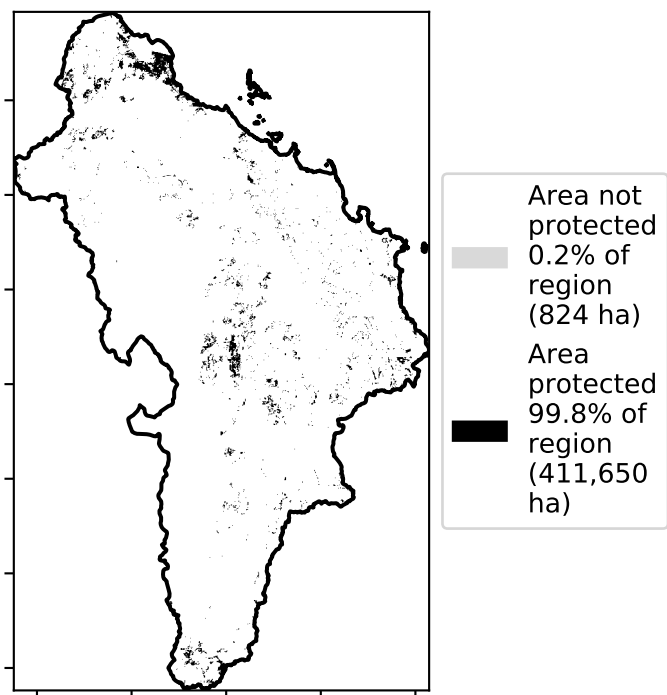 Area not
protected
0.2% of
region
(824 ha)
Area
protected
99.8% of
region
(411,650
ha)